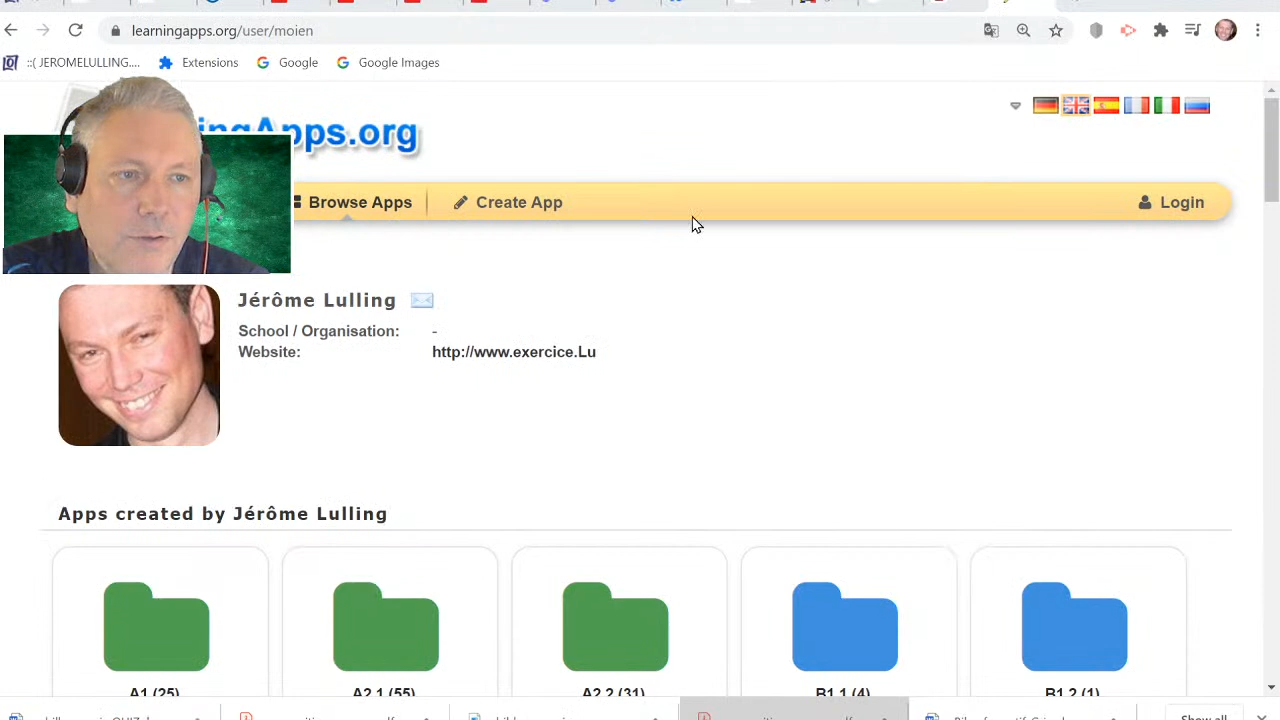 learningapps.org/user/moien
::( JEROMELULLING....
Extensions
Google
Google Images
ingApps.org
Browse Apps
Create App
Login
Jérôme Lulling
School / Organisation: -
Website: http://www.exercice.Lu
Apps created by Jérôme Lulling
A1 (25)
A2.1 (55)
A2.2 (31)
B1.1 (4)
B1.2 (1)
Show all